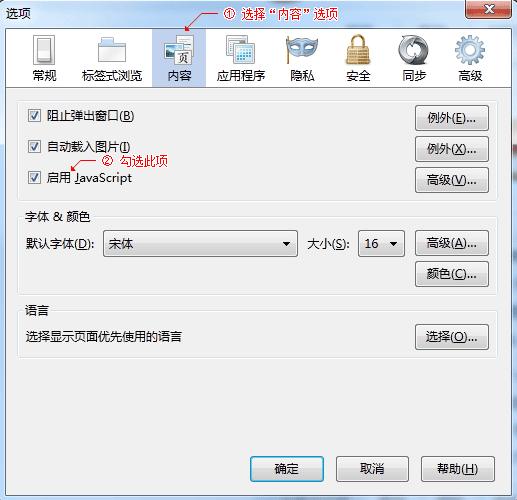 选项
① 选择“内容”选项
常规 标签式浏览 内容 应用程序 隐私 安全 同步 高级
页
阻止弹出窗口(B) 例外(E)...
自动载入图片(I) 例外(X)...
② 勾选此项
启用 JavaScript 高级(V)...
字体 & 颜色
默认字体(D): 宋体 大小(S): 16 高级(A)...
颜色(C)...
语言
选择显示页面优先使用的语言 选择(O)...
确定 取消 帮助(H)